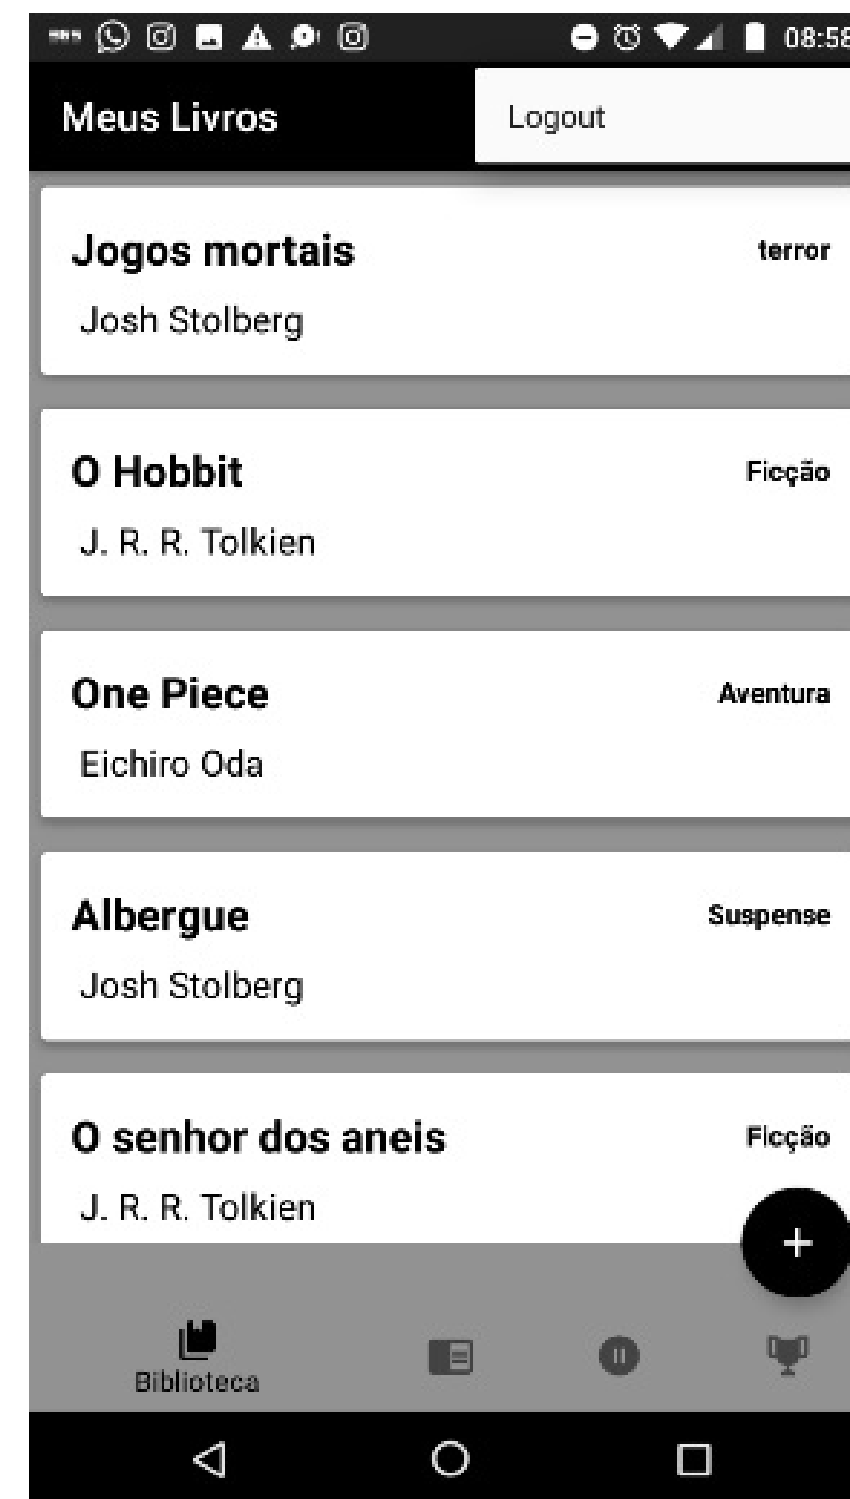 08:58
Meus Livros
Logout
Jogos mortais
terror
Josh Stolberg
O Hobbit
Ficção
J. R. R. Tolkien
One Piece
Aventura
Eichiro Oda
Albergue
Suspense
Josh Stolberg
O senhor dos aneis
Ficção
J. R. R. Tolkien
Biblioteca